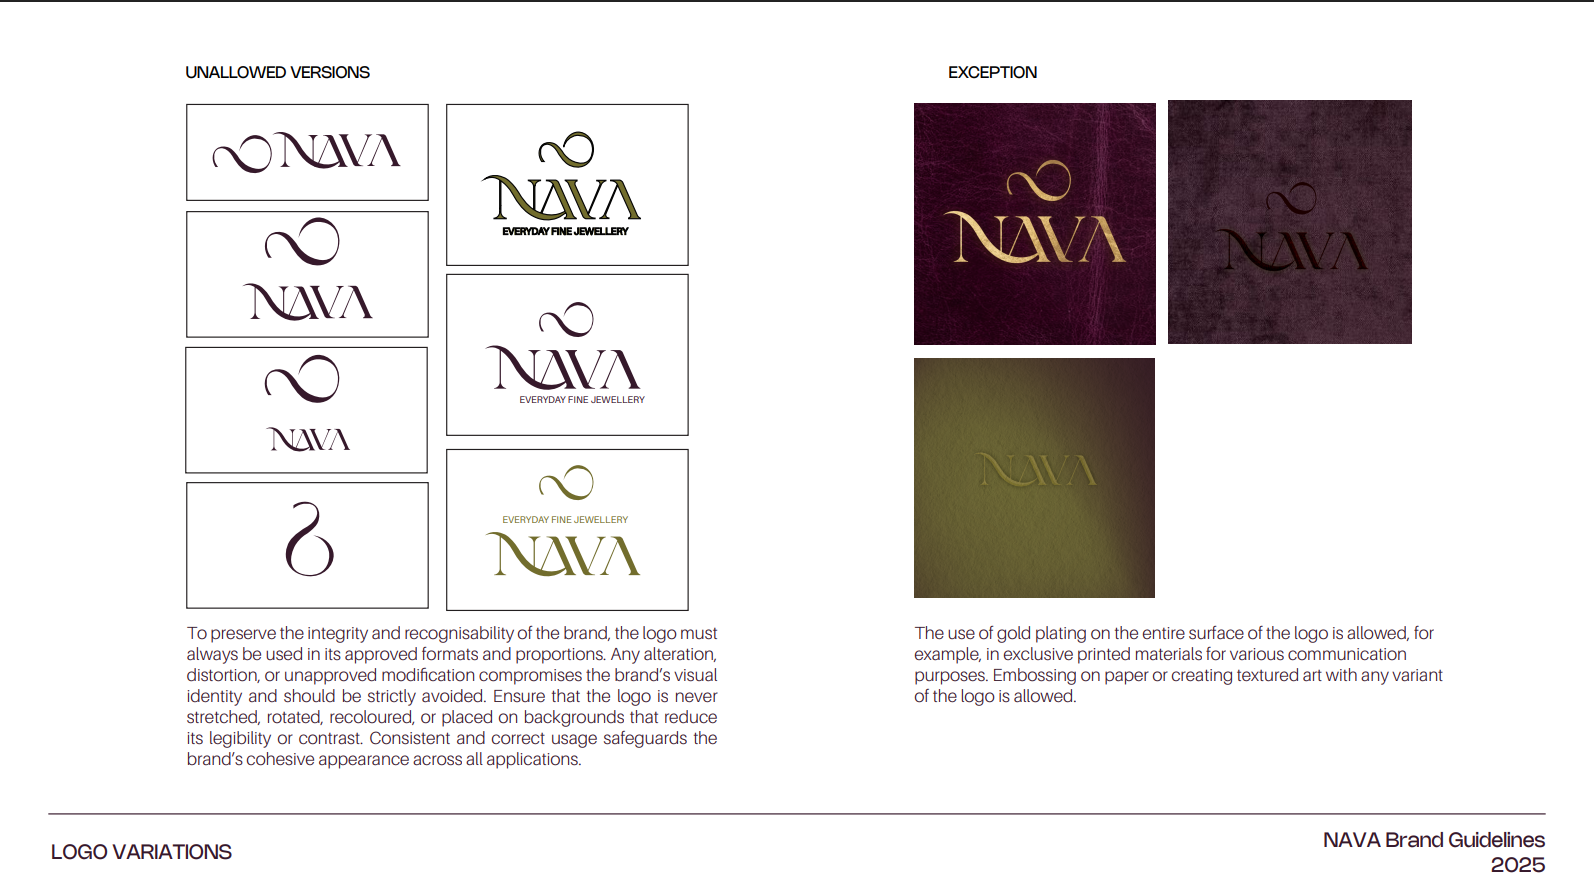 UNALLOWED VERSIONS
NAVA
NAVA
NAVA
NAVA
EVERYDAY FINE JEWELLERY
NAVA
EVERYDAY FINE JEWELLERY
EVERYDAY FINE JEWELLERY
NAVA
To preserve the integrity and recognisability of the brand, the logo must
always be used in its approved formats and proportions. Any alteration,
distortion, or unapproved modification compromises the brand's visual
identity and should be strictly avoided. Ensure that the logo is never
stretched, rotated, recoloured, or placed on backgrounds that reduce
its legibility or contrast. Consistent and correct usage safeguards the
brand's cohesive appearance across all applications.
EXCEPTION
NAVA
NAVA
NAVA
The use of gold plating on the entire surface of the logo is allowed, for
example, in exclusive printed materials for various communication
purposes. Embossing on paper or creating textured art with any variant
of the logo is allowed.
LOGO VARIATIONS
NAVA Brand Guidelines
2025